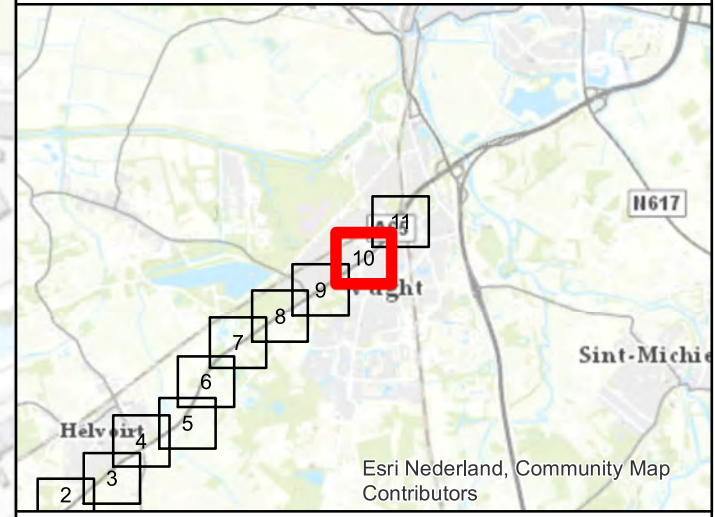 11
N617
10
9
8
Sint-Michie
7
6
5
Helvoirt
4
3
2
Esri Nederland, Community Map
Contributors